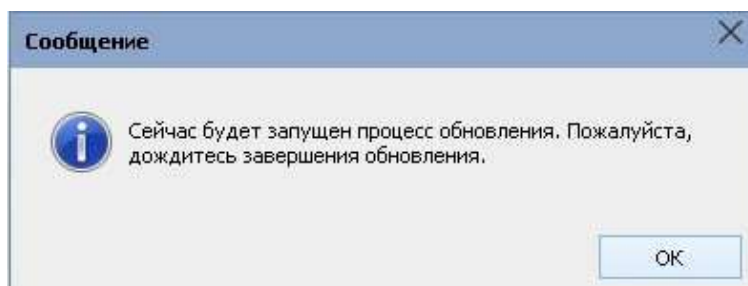 Сообщение
Сейчас будет запущен процесс обновления. Пожалуйста,
дождитесь завершения обновления.
ОК